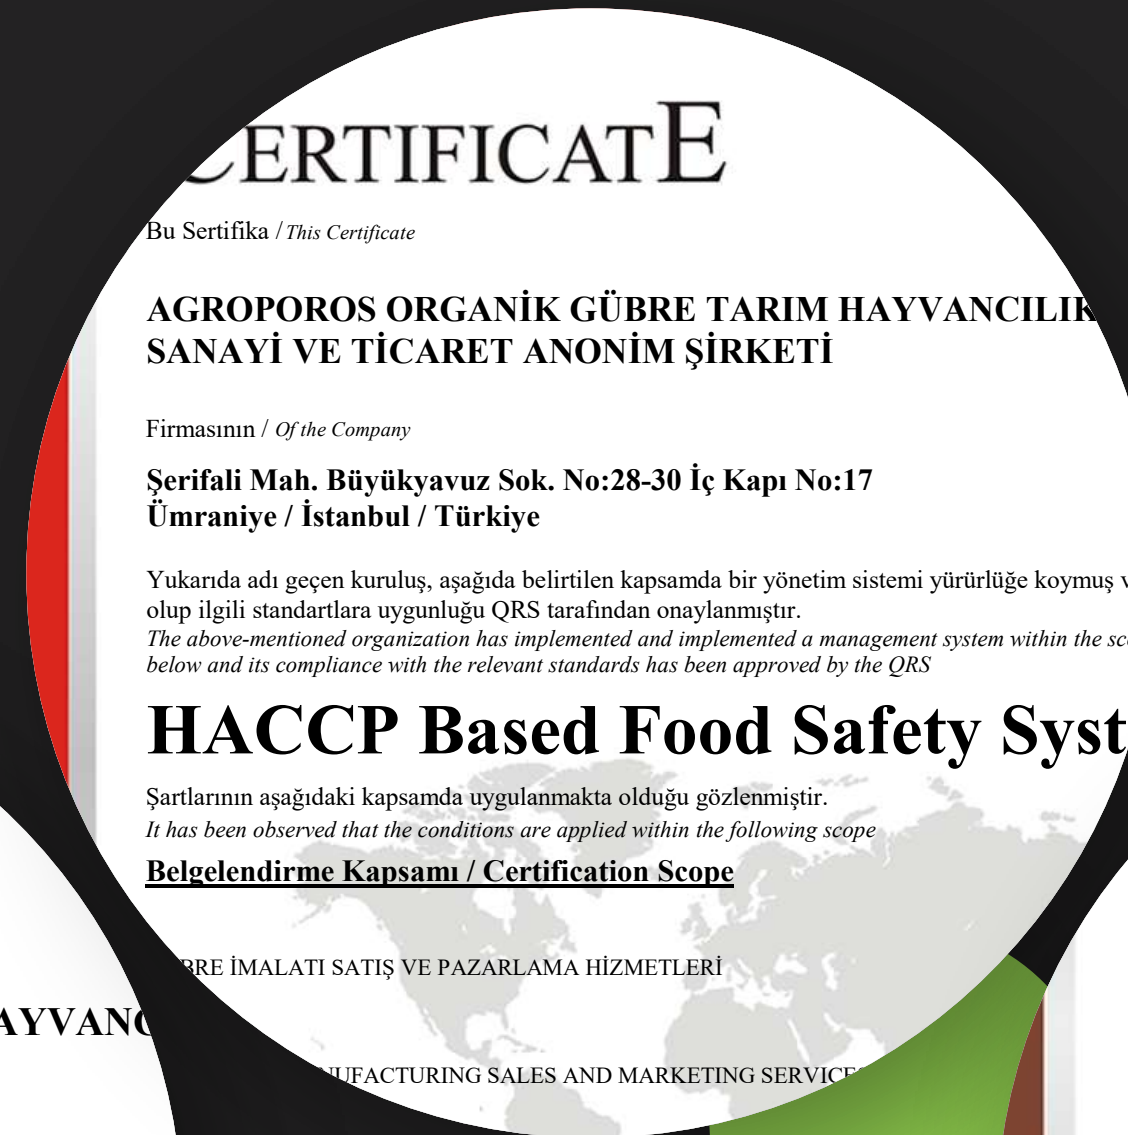 CERTIFICATE
Bu Sertifika / This Certificate
AGROPOROS ORGANİK GÜBRE TARIM HAYVANCILIK
SANAYİ VE TİCARET ANONİM ŞİRKETİ
Firmasının / Of the Company
Şerifali Mah. Büyükyavuz Sok. No:28-30 İç Kapı No:17
Ümraniye / İstanbul / Türkiye
Yukarıda adı geçen kuruluş, aşağıda belirtilen kapsamda bir yönetim sistemi yürürlüğe koymuş
olup ilgili standartlara uygunluğu QRS tarafından onaylanmıştır.
The above-mentioned organization has implemented and implemented a management system within the
below and its compliance with the relevant standards has been approved by the QRS
HACCP Based Food Safety Syst
Şartlarının aşağıdaki kapsamda uygulanmakta olduğu gözlenmiştir.
It has been observed that the conditions are applied within the following scope
Belgelendirme Kapsamı / Certification Scope
BRE İMALATI SATIŞ VE PAZARLAMA HİZMETLERİ
AYVANC
UFACTURING SALES AND MARKETING SERVICES